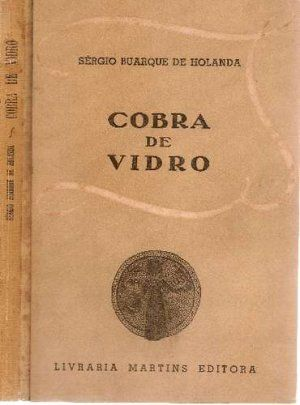 SÉRGIO BUARQUE DE HOLANDA
COBRA
DE
VIDRO
LIVRARIA MARTINS EDITORA
SÉRGIO BUARQUE DE HOLANDA
COBRA DE VIDRO